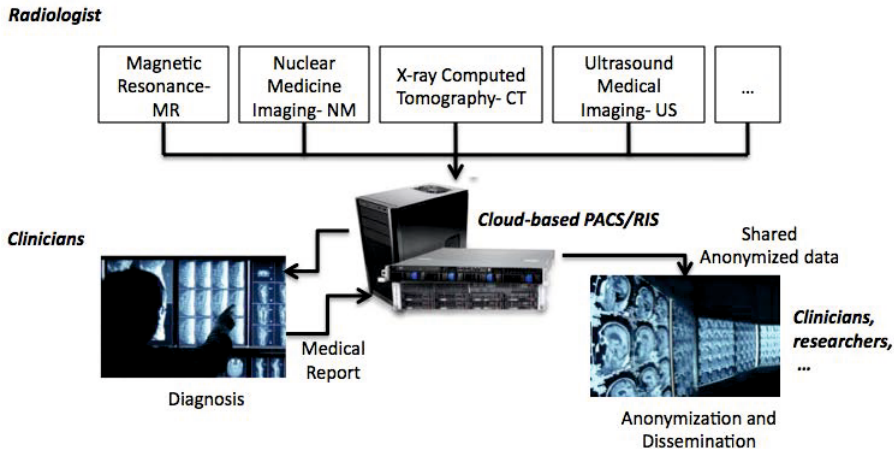 Radiologist
Magnetic
Resonance-
MR
Nuclear
Medicine
Imaging- NM
X-ray Computed
Tomography- CT
Ultrasound
Medical
Imaging- US
...
Cloud-based PACS/RIS
Clinicians
Shared
Anonymized data
Medical
Report
Diagnosis
Clinicians,
researchers,
...
Anonymization and
Dissemination